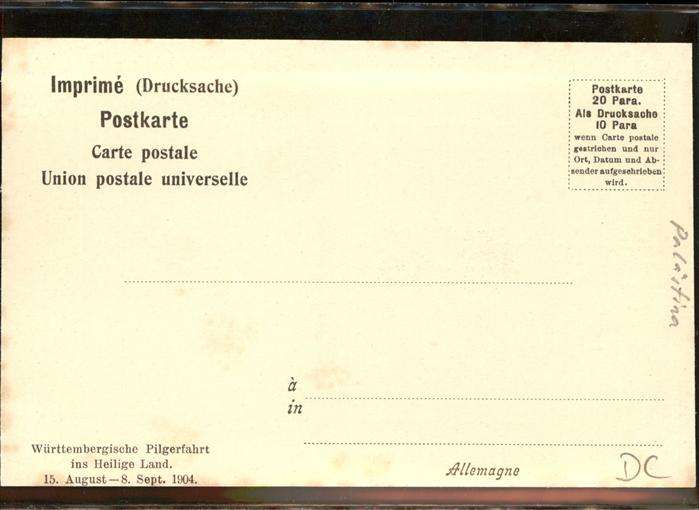 Imprimé (Drucksache)
Postkarte
Carte postale
Union postale universelle
Postkarte
20 Para.
Als Drucksache
10 Para
wenn Carte postale
gestrichen und nur
Ort, Datum und Ab-
sender aufgeschrieben
wird.
Palästina
à
in
Württembergische Pilgerfahrt
ins Heilige Land.
15. August—8. Sept. 1904.
Allemagne
DC